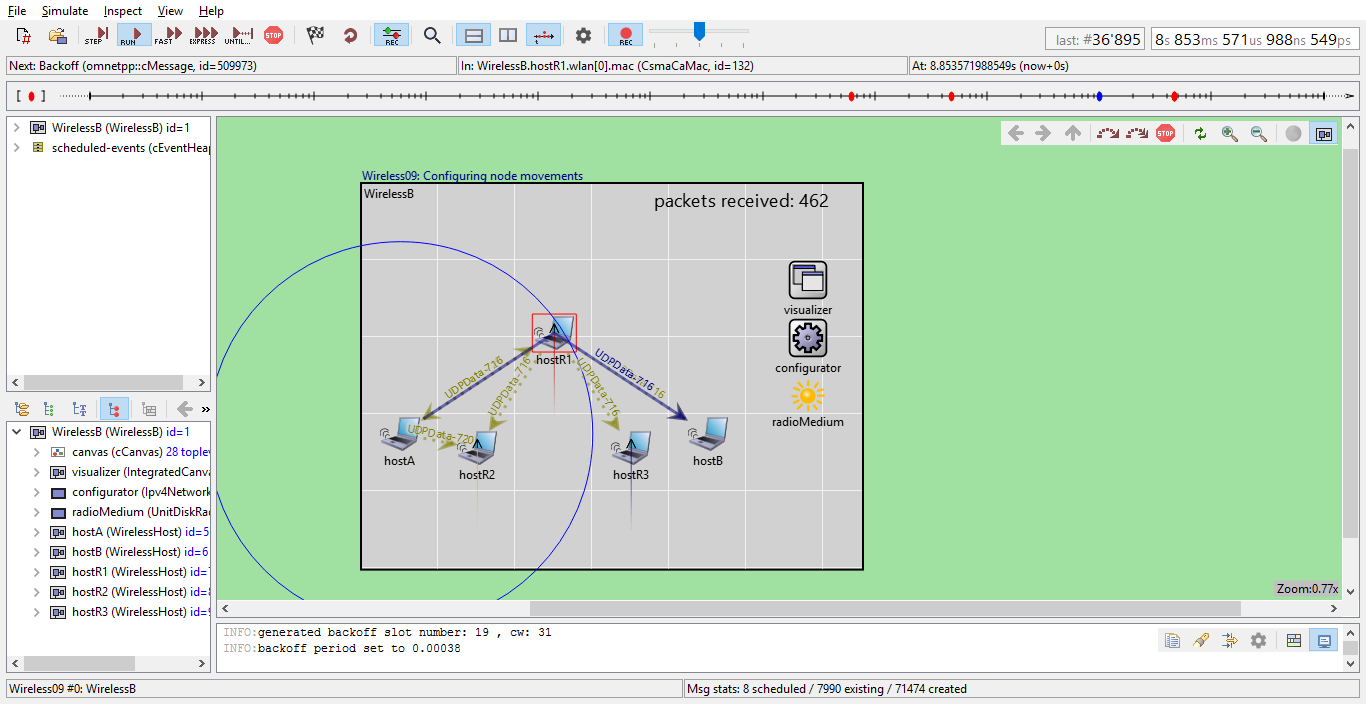 File Simulate Inspect View Help
STEP RUN FAST EXPRESS UNTIL... STOP REC REC
last: #36'895 8s 853ms 571us 988ns 549ps
Next: Backoff (omnetpp::cMessage, id=509973) In: WirelessB.hostR1.wlan[0].mac (CsmaCaMac, id=132) At: 8.853571988549s (now+0s)
WirelessB (WirelessB) id=1
scheduled-events (cEventHeap
STOP
Wireless09: Configuring node movements
WirelessB
packets received: 462
visualizer
configurator
radioMedium
hostR1
UDPData-716
UDPData-716
UDPData-716
UDPData-716
16
UDPData-720
hostA
hostR2
hostR3
hostB
WirelessB (WirelessB) id=1
canvas (cCanvas) 28 toplev
visualizer (IntegratedCanva
configurator (Ipv4Network
radioMedium (UnitDiskRa
hostA (WirelessHost) id=5
hostB (WirelessHost) id=6
hostR1 (WirelessHost) id=
hostR2 (WirelessHost) id=
hostR3 (WirelessHost) id=
Zoom:0.77x
INFO:generated backoff slot number: 19 , cw: 31
INFO:backoff period set to 0.00038
Wireless09 #0: WirelessB Msg stats: 8 scheduled / 7990 existing / 71474 created